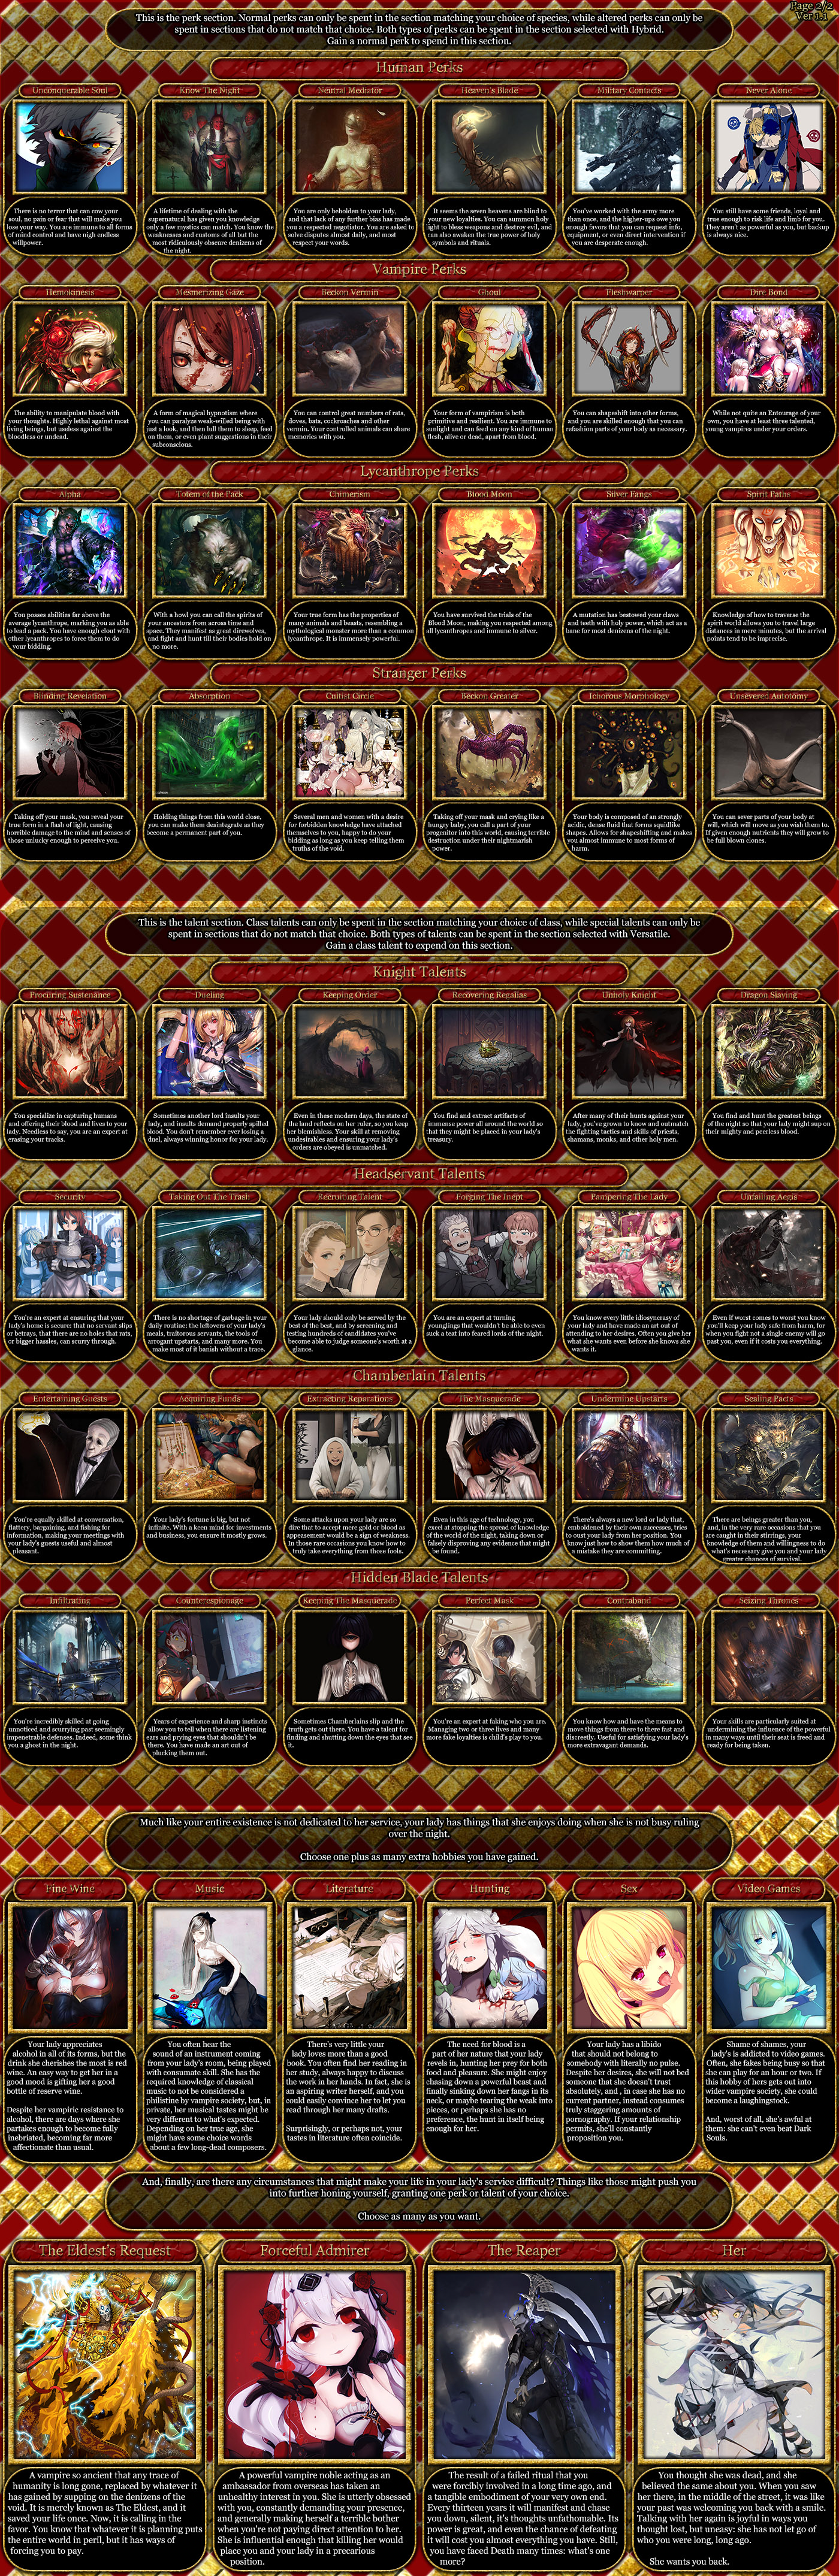 Page 2/2
Ver 1.1
This is the perk section. Normal perks can only be spent in the section matching your choice of species, while altered perks can only be
spent in sections that do not match that choice. Both types of perks can be spent in the section selected with Hybrid.
Gain a normal perk to spend in this section.
Human Perks
Unconquerable Soul
There is no terror that can cow your
soul, no pain or fear that will make you
lose your way. You are immune to all forms
of mind control and have nigh endless
willpower.
Know The Night
A lifetime of dealing with the
supernatural has given you knowledge
only a few mystics can match. You know the
weaknesses and customs of all but the
most ridiculously obscure denizens of
the night.
Neutral Mediator
You are only beholden to your lady,
and that lack of any further bias has made
you a respected negotiator. You are asked to
solve disputes almost daily, and most
respect your words.
Heaven's Blade
It seems the seven heavens are blind to
your new loyalties. You can summon holy
light to bless weapons and destroy evil, and
can also awaken the true power of holy
symbols and rituals.
Military Contacts
You've worked with the army more
than once, and the higher-ups owe you
enough favors that you can request info,
equipment, or even direct intervention if
you are desperate enough.
Never Alone
You still have some friends, loyal and
true enough to risk life and limb for you.
They aren't as powerful as you, but backup
is always nice.
Vampire Perks
Hemokinesis
The ability to manipulate blood with
your thoughts. Highly lethal against most
living beings, but useless against the
bloodless or undead.
Mesmerizing Gaze
A form of magical hypnotism where
you can paralyze weak-willed being with
just a look, and then lull them to sleep, feed
on them, or even plant suggestions in their
subconscious.
Beckon Vermin
You can control great numbers of rats,
doves, bats, cockroaches and other
vermin. Your controlled animals can share
memories with you.
Ghoul
Your form of vampirism is both
primitive and resilient. You are immune to
sunlight and can feed on any kind of human
flesh, alive or dead, apart from blood.
Fleshwarper
You can shapeshift into other forms,
and you are skilled enough that you can
refashion parts of your body as necessary.
Dire Bond
While not quite an Entourage of your
own, you have at least three talented,
young vampires under your orders.
Lycanthrope Perks
Alpha
You posses abilities far above the
average lycanthrope, marking you as able
to lead a pack. You have enough clout with
other lycanthropes to force them to do
your bidding.
Totem of the Pack
With a howl you can call the spirits of
your ancestors from across time and
space. They manifest as great direwolves,
and fight and hunt till their bodies hold on
no more.
Chimerism
Your true form has the properties of
many animals and beasts, resembling a
mythological monster more than a common
lycanthrope. It is immensely powerful.
Blood Moon
You have survived the trials of the
Blood Moon, making you respected among
all lycanthropes and immune to silver.
Silver Fangs
A mutation has bestowed your claws
and teeth with holy power, which act as a
bane for most denizens of the night.
Spirit Paths
Knowledge of how to traverse the
spirit world allows you to travel large
distances in mere minutes, but the arrival
points tend to be imprecise.
Stranger Perks
Blinding Revelation
Taking off your mask, you reveal your
true form in a flash of light, causing
horrible damage to the mind and senses of
those unlucky enough to perceive you.
Absorption
Holding things from this world close,
you can make them desintegrate as they
become a permanent part of you.
Cultist Circle
Several men and women with a desire
for forbidden knowledge have attached
themselves to you, happy to do your
bidding as long as you keep telling them
truths of the void.
Beckon Greater
Taking off your mask and crying like a
hungry baby, you call a part of your
progenitor into this world, causing terrible
destruction under their nightmarish
power.
Ichorous Morphology
Your body is composed of an strongly
acidic, dense fluid that forms squidlike
shapes. Allows for shapeshifting and makes
you almost immune to most forms of
harm.
Unsevered Autotomy
You can sever parts of your body at
will, which will move as you wish them to.
If given enough nutrients they will grow to
be full blown clones.
This is the talent section. Class talents can only be spent in the section matching your choice of class, while special talents can only be
spent in sections that do not match that choice. Both types of talents can be spent in the section selected with Versatile.
Gain a class talent to expend on this section.
Knight Talents
Procuring Sustenance
You specialize in capturing humans
and offering their blood and lives to your
lady. Needless to say, you are an expert at
erasing your tracks.
Dueling
Sometimes another lord insults your
lady, and insults demand properly spilled
blood. You don't remember ever losing a
duel, always winning honor for your lady.
Keeping Order
Even in these modern days, the state of
the land reflects on her ruler, so you keep
her blemishless. Your skill at removing
undesirables and ensuring your lady's
orders are obeyed is unmatched.
Recovering Regalias
You find and extract artifacts of
immense power all around the world so
that they might be placed in your lady's
treasury.
Unholy Knight
After many of their hunts against your
lady, you've grown to know and outmatch
the fighting tactics and skills of priests,
shamans, monks, and other holy men.
Dragon Slaying
You find and hunt the greatest beings
of the night so that your lady might sup on
their mighty and peerless blood.
Headservant Talents
Security
You're an expert at ensuring that your
lady's home is secure: that no servant slips
or betrays, that there are no holes that rats,
or bigger hassles, can scurry through.
Taking Out The Trash
There is no shortage of garbage in your
daily routine: the leftovers of your lady's
meals, traitorous servants, the tools of
arrogant upstarts, and many more. You
make most of it banish without a trace.
Recruiting Talent
Your lady should only be served by the
best of the best, and by screening and
testing hundreds of candidates you've
become able to judge someone's worth at a
glance.
Forging The Inept
You are an expert at turning
younglings that wouldn't be able to even
suck a teat into feared lords of the night.
Pampering The Lady
You know every little idiosyncrasy of
your lady and have made an art out of
attending to her desires. Often you give her
what she wants even before she knows she
wants it.
Unfailing Aegis
Even if worst comes to worst you know
you'll keep your lady safe from harm, for
when you fight not a single enemy will go
past you, even if it costs you everything.
Chamberlain Talents
Entertaining Guests
You're equally skilled at conversation,
flattery, bargaining, and fishing for
information, making your meetings with
your lady's guests useful and almost
pleasant.
Acquiring Funds
Your lady's fortune is big, but not
infinite. With a keen mind for investments
and business, you ensure it mostly grows.
Extracting Reparations
Some attacks upon your lady are so
dire that to accept mere gold or blood as
appeasement would be a sign of weakness.
In those rare occasions you know how to
truly take everything from those fools.
The Masquerade
Even in this age of technology, you
excel at stopping the spread of knowledge
of the world of the night, taking down or
falsely disproving any evidence that might
be found.
Undermine Upstarts
There's always a new lord or lady that,
emboldened by their own successes, tries
to oust your lady from her position. You
know just how to show them how much of
a mistake they are committing.
Sealing Pacts
There are beings greater than you,
and, in the very rare occasions that you
are caught in their stirrings, your
knowledge of them and willingness to do
what's necessary give you and your lady
greater chances of survival.
Hidden Blade Talents
Infiltrating
You're incredibly skilled at going
unnoticed and scurrying past seemingly
impenetrable defenses. Indeed, some think
you a ghost in the night.
Counterespionage
Years of experience and sharp instincts
allow you to tell when there are listening
ears and prying eyes that shouldn't be
there. You have made an art out of
plucking them out.
Keeping The Masquerade
Sometimes Chamberlains slip and the
truth gets out there. You have a talent for
finding and shutting down the eyes that see
it.
Perfect Mask
You're an expert at faking who you are.
Managing two or three lives and many
more fake loyalties is child's play to you.
Contraband
You know how and have the means to
move things from there to there fast and
discreetly. Useful for satisfying your lady's
more extravagant demands.
Seizing Thrones
Your skills are particularly suited at
undermining the influence of the powerful
in many ways until their seat is freed and
ready for being taken.
Much like your entire existence is not dedicated to her service, your lady has things that she enjoys doing when she is not busy ruling
over the night.
Choose one plus as many extra hobbies you have gained.
Fine Wine
Your lady appreciates
alcohol in all of its forms, but the
drink she cherishes the most is red
wine. An easy way to get her in a
good mood is gifting her a good
bottle of reserve wine.
Despite her vampiric resistance to
alcohol, there are days where she
partakes enough to become fully
inebriated, becoming far more
affectionate than usual.
Music
You often hear the
sound of an instrument coming
from your lady's room, being played
with consumate skill. She has the
required knowledge of classical
music to not be considered a
philistine by vampire society, but, in
private, her musical tastes might be
very different to what's expected.
Depending on her true age, she
might have some choice words
about a few long-dead composers.
Literature
There's very little your
lady loves more than a good
book. You often find her reading in
her study, always happy to discuss
the work in her hands. In fact, she is
an aspiring writer herself, and you
could easily convince her to let you
read through her many drafts.
Surprisingly, or perhaps not, your
tastes in literature often coincide.
Hunting
The need for blood is a
part of her nature that your lady
revels in, hunting her prey for both
food and pleasure. She might enjoy
chasing down a powerful beast and
finally sinking down her fangs in its
neck, or maybe tearing the weak into
pieces, or perhaps she has no
preference, the hunt in itself being
enough for her.
Sex
Your lady has a libido
that should not belong to
somebody with literally no pulse.
Despite her desires, she will not bed
someone that she doesn't trust
absolutely, and , in case she has no
current partner, instead consumes
truly staggering amounts of
pornography. If your relationship
permits, she'll constantly
proposition you.
Video Games
Shame of shames, your
lady's addicted to video games.
Often, she fakes being busy so that
she can play for an hour or two. If
this hobby of hers gets out into
wider vampire society, she could
become a laughingstock.
And, worst of all, she's awful at
them: she can't even beat Dark
Souls.
And, finally, are there any circumstances that might make your life in your lady's service difficult? Things like those might push you
into further honing yourself, granting one perk or talent of your choice.
Choose as many as you want.
The Eldest's Request
A vampire so ancient that any trace of
humanity is long gone, replaced by whatever it
has gained by supping on the denizens of the
void. It is merely known as The Eldest, and it
saved your life once. Now, it is calling in the
favor. You know that whatever it is planning puts
the entire world in peril, but it has ways of
forcing you to pay.
Forceful Admirer
A powerful vampire noble acting as an
ambassador from overseas has taken an
unhealthy interest in you. She is utterly obsessed
with you, constantly demanding your presence,
and generally making herself a terrible bother
when you're not paying direct attention to her.
She is influential enough that killing her would
place you and your lady in a precarious
position.
The Reaper
The result of a failed ritual that you
were forcibly involved in a long time ago, and
a tangible embodiment of your very own end.
Every thirteen years it will manifest and chase
you down, silent, it's thoughts unfathomable. Its
power is great, and even the chance of defeating
it will cost you almost everything you have. Still,
you have faced Death many times: what's one
more?
Her
You thought she was dead, and she
believed the same about you. When you saw
her there, in the middle of the street, it was like
your past was welcoming you back with a smile.
Talking with her again is joyful in ways you
thought lost, but uneasy: she has not let go of
who you were long, long ago.
She wants you back.